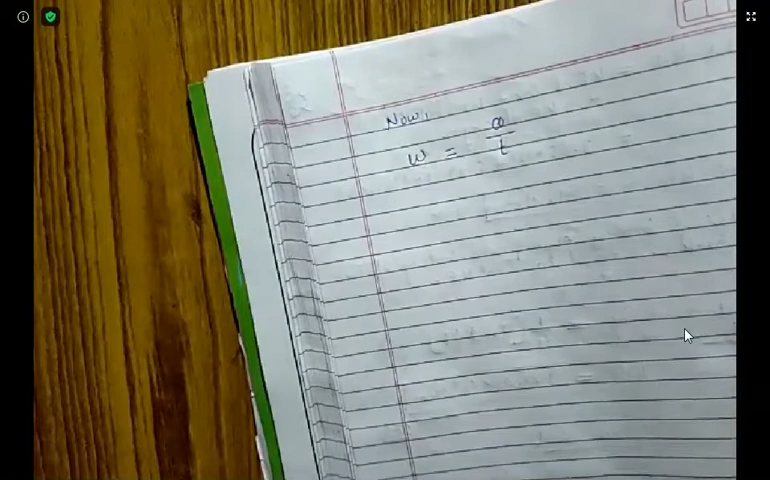 Now,
w = ∞/t